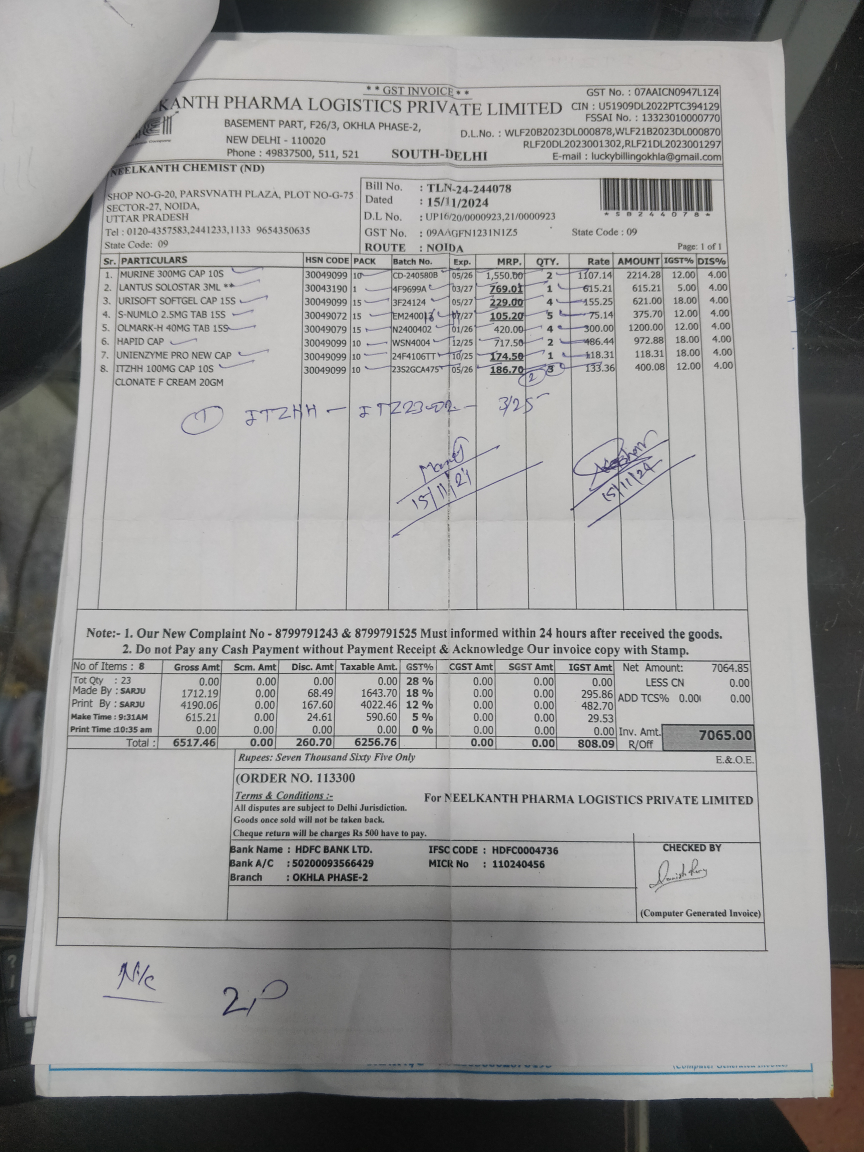 * * GST INVOICE * *
GST No. : 07AAICN0947L1Z4
KANTH PHARMA LOGISTICS PRIVATE LIMITED
CIN : U51909DL2022PTC394129
FSSAI No. : 13323010000770
BASEMENT PART, F26/3, OKHLA PHASE-2,
D.L.No. : WLF20B2023DL000878,WLF21B2023DL000870
NEW DELHI - 110020
RLF20DL2023001302,RLF21DL2023001297
Phone : 49837500, 511, 521
SOUTH-DELHI
E-mail : luckybillingokhla@gmail.com
NEELKANTH CHEMIST (ND)
SHOP NO-G-20, PARSVNATH PLAZA, PLOT NO-G-75
SECTOR-27, NOIDA,
UTTAR PRADESH
Tel : 0120-4357583,2441233,1133 9654350635
State Code: 09
Bill No. : TLN-24-244078
Dated : 15/11/2024
D.L No. : UP16/20/0000923,21/0000923
GST No. : 09AAGFN1231N1Z5 State Code : 09
ROUTE : NOIDA
* 5 8 2 4 4 0 7 8 *
Page: 1 of 1
Sr. PARTICULARS HSN CODE PACK Batch No. Exp. MRP. QTY. Rate AMOUNT IGST% DIS%
1. MURINE 300MG CAP 10S 30049099 10 CD-240580B 05/26 1,550.00 2 1107.14 2214.28 12.00 4.00
2. LANTUS SOLOSTAR 3ML ** 30043190 1 4F9699A 03/27 769.01 1 615.21 615.21 5.00 4.00
3. URISOFT SOFTGEL CAP 15S 30049099 15 3F24124 05/27 229.00 4 155.25 621.00 18.00 4.00
4. S-NUMLO 2.5MG TAB 15S 30049072 15 EM24001 /27 105.20 5 75.14 375.70 12.00 4.00
5. OLMARK-H 40MG TAB 15S 30049079 15 N2400402 01/26 420.00 4 300.00 1200.00 12.00 4.00
6. HAPID CAP 30049099 10 WSN4004 12/25 717.50 2 486.44 972.88 18.00 4.00
7. UNIENZYME PRO NEW CAP 30049099 10 24F4106TT 10/25 174.50 1 118.31 118.31 18.00 4.00
8. ITZHH 100MG CAP 10S 30049099 10 23S2GCA475 05/26 186.70 3 133.36 400.08 12.00 4.00
CLONATE F CREAM 20GM
2
1 ITZHH - ITZ23-02 - 3/25
15/11/24
15/11/24
Note:- 1. Our New Complaint No - 8799791243 & 8799791525 Must informed within 24 hours after received the goods.
2. Do not Pay any Cash Payment without Payment Receipt & Acknowledge Our invoice copy with Stamp.
No of Items : 8 Gross Amt Scm. Amt Disc. Amt Taxable Amt. GST% CGST Amt SGST Amt IGST Amt Net Amount: 7064.85
Tot Qty : 23 0.00 0.00 0.00 0.00 28 % 0.00 0.00 0.00 LESS CN 0.00
Made By : SARJU 1712.19 0.00 68.49 1643.70 18 % 0.00 0.00 295.86 ADD TCS% 0.00 0.00
Print By : SARJU 4190.06 0.00 167.60 4022.46 12 % 0.00 0.00 482.70
Make Time : 9:31AM 615.21 0.00 24.61 590.60 5 % 0.00 0.00 29.53
Print Time :10:35 am 0.00 0.00 0.00 0.00 0 % 0.00 0.00 0.00 Inv. Amt. 7065.00
Total : 6517.46 0.00 260.70 6256.76 0.00 0.00 808.09 R/Off
Rupees: Seven Thousand Sixty Five Only E.&.O.E.
(ORDER NO. 113300
Terms & Conditions :-
All disputes are subject to Delhi Jurisdiction.
Goods once sold will not be taken back.
Cheque return will be charges Rs 500 have to pay.
For NEELKANTH PHARMA LOGISTICS PRIVATE LIMITED
Bank Name : HDFC BANK LTD. IFSC CODE : HDFC0004736
Bank A/C : 50200093566429 MICR No : 110240456
Branch : OKHLA PHASE-2
CHECKED BY
(Computer Generated Invoice)
N/c